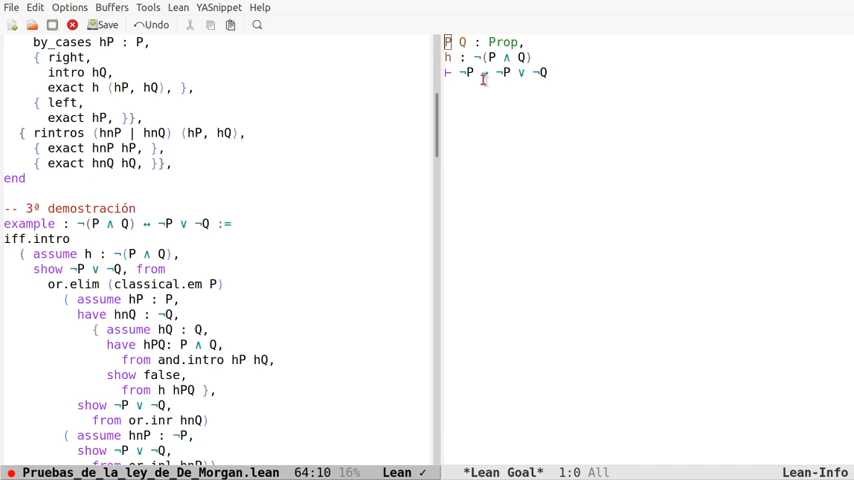 File Edit Options Buffers Tools Lean YASnippet Help
Save Undo
by_cases hP : P,
{ right,
intro hQ,
exact h ⟨hP, hQ⟩, },
{ left,
exact hP, }},
{ rintros (hnP | hnQ) ⟨hP, hQ⟩,
{ exact hnP hP, },
{ exact hnQ hQ, }},
end
-- 3ª demostración
example : ¬(P ∧ Q) ↔ ¬P ∨ ¬Q :=
iff.intro
( assume h : ¬(P ∧ Q),
show ¬P ∨ ¬Q, from
or.elim (classical.em P)
( assume hP : P,
have hnQ : ¬Q,
{ assume hQ : Q,
have hPQ: P ∧ Q,
from and.intro hP hQ,
show false,
from h hPQ },
show ¬P ∨ ¬Q,
from or.inr hnQ)
( assume hnP : ¬P,
show ¬P ∨ ¬Q,
from or.inl hnP))
Pruebas_de_la_ley_de_De_Morgan.lean 64:10 16% Lean ✓
P Q : Prop,
h : ¬(P ∧ Q)
⊢ ¬P → ¬P ∨ ¬Q
*Lean Goal* 1:0 All Lean-Info